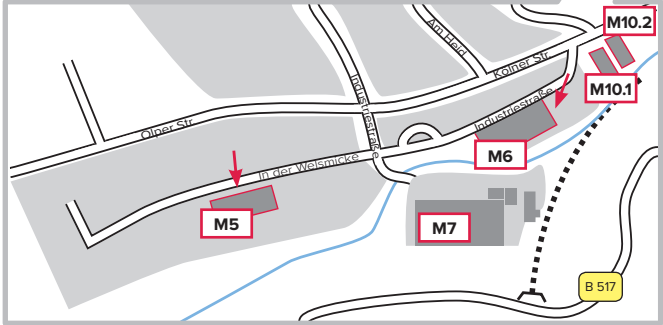 M10.2
Am Heid
Kölner Str.
M10.1
Industriestraße
Industriestraße
Olper Str.
M6
In der Welsmicke
M5
M7
B 517